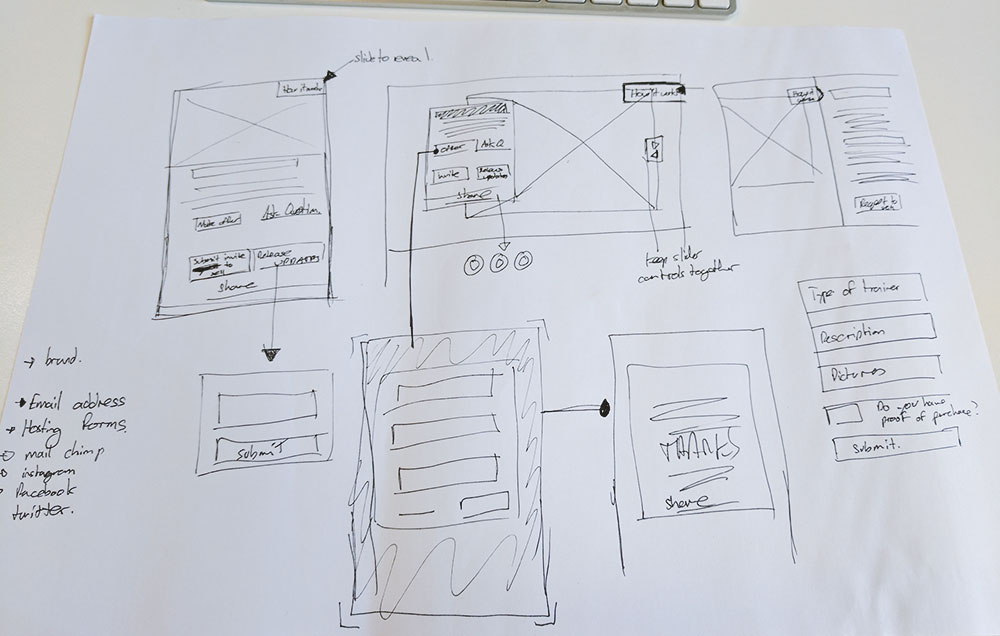 slide to reveal.
How it works
Make offer
Ask Question
Submit invite
to
sell
Release
UPDATES
share
submit
How it works
offer
Ask Q
Invite
Release
updates
share
keep slider
controls together
Request to
sell
Type of trainer
Description
Pictures
Do you have
proof of purchase?
Submit.
THANKS
share
→ brand.
Email address
→ Hosting forms.
mail chimp
instagram
Facebook
twitter.